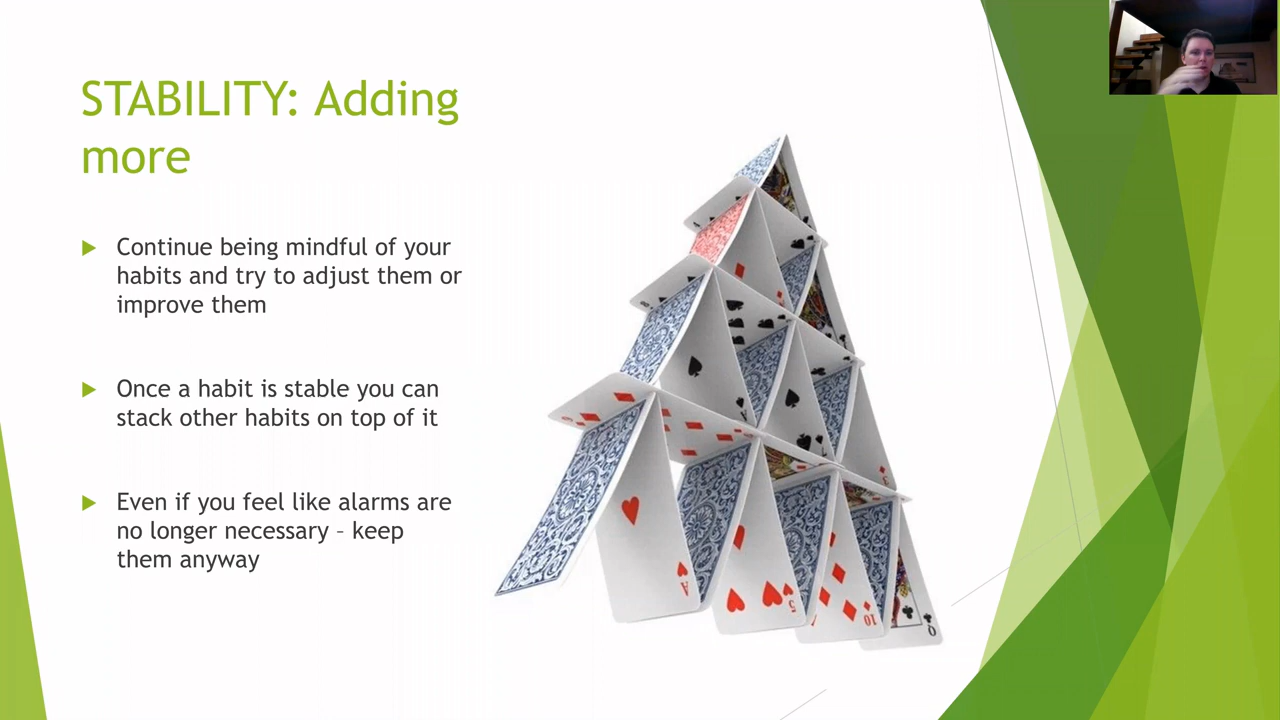 STABILITY: Adding
more
Continue being mindful of your
habits and try to adjust them or
improve them
Once a habit is stable you can
stack other habits on top of it
Even if you feel like alarms are
no longer necessary – keep
them anyway
A
5
10
Q